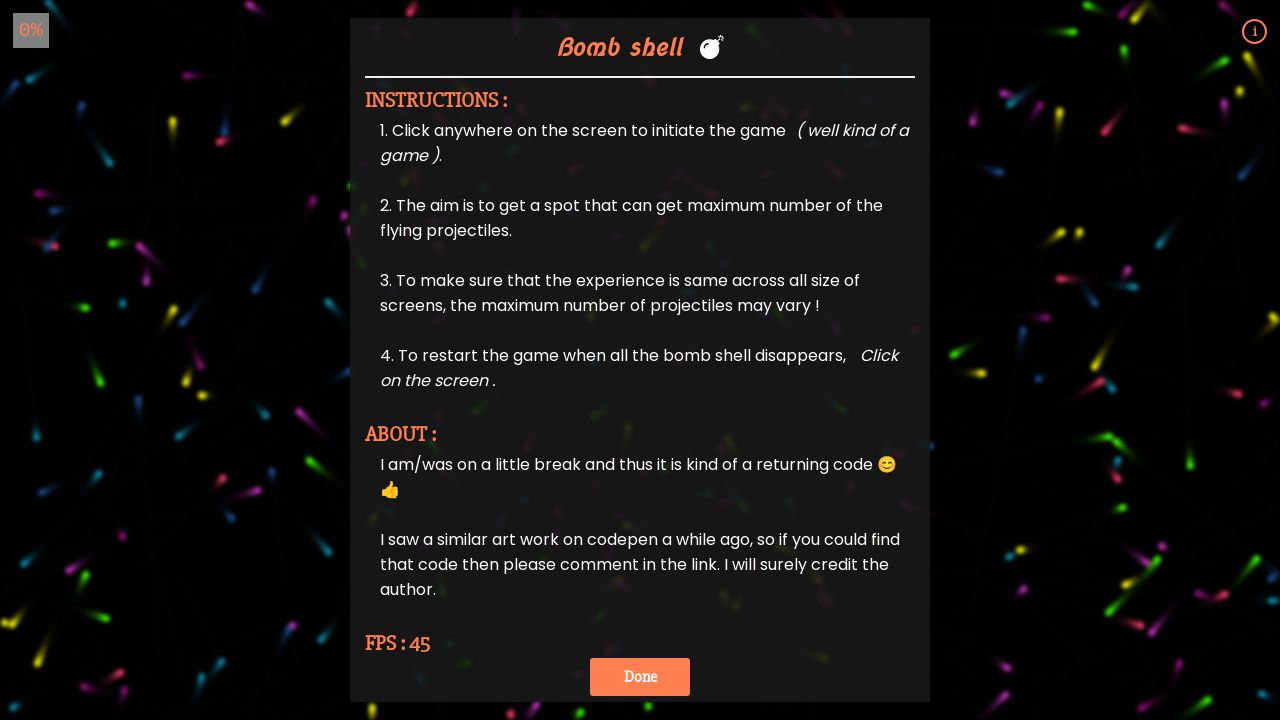 0%
i
Bomb shell 💣
INSTRUCTIONS :
1. Click anywhere on the screen to initiate the game ( well kind of a
game ).
2. The aim is to get a spot that can get maximum number of the
flying projectiles.
3. To make sure that the experience is same across all size of
screens, the maximum number of projectiles may vary !
4. To restart the game when all the bomb shell disappears, Click
on the screen .
ABOUT :
I am/was on a little break and thus it is kind of a returning code 😊
👍
I saw a similar art work on codepen a while ago, so if you could find
that code then please comment in the link. I will surely credit the
author.
FPS : 45
Done